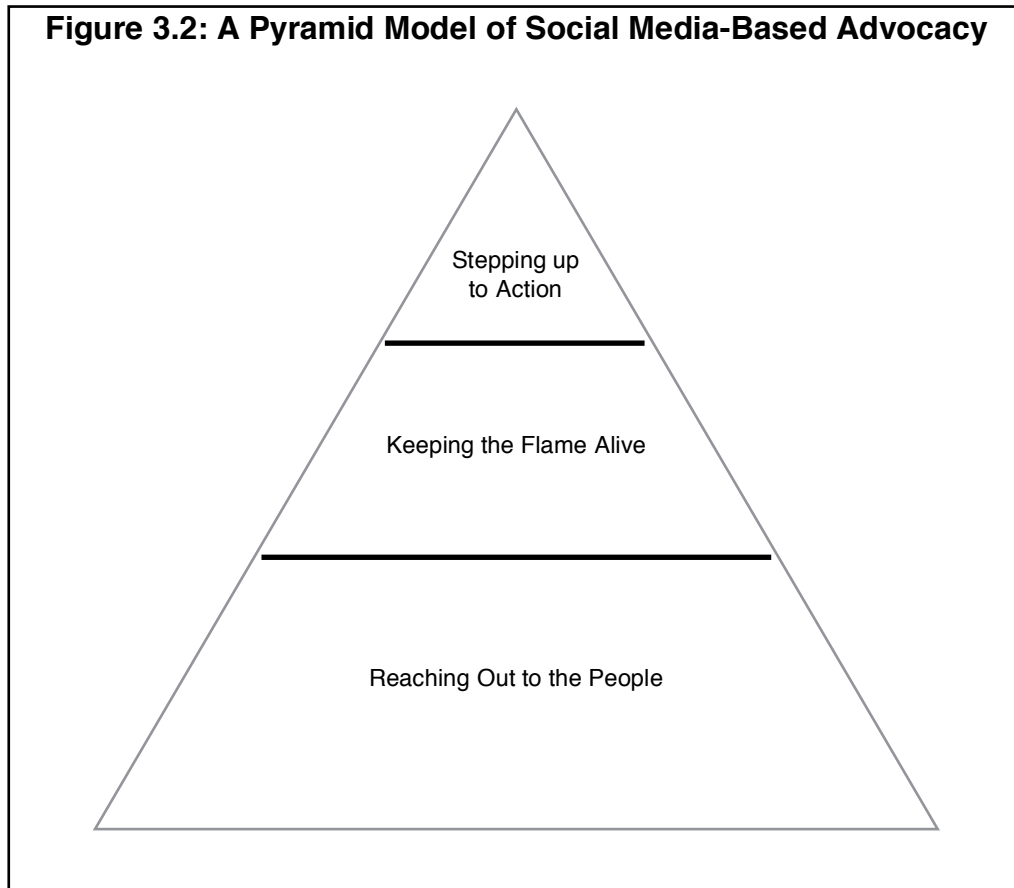 Figure 3.2: A Pyramid Model of Social Media-Based Advocacy
Stepping up
to Action
Keeping the Flame Alive
Reaching Out to the People